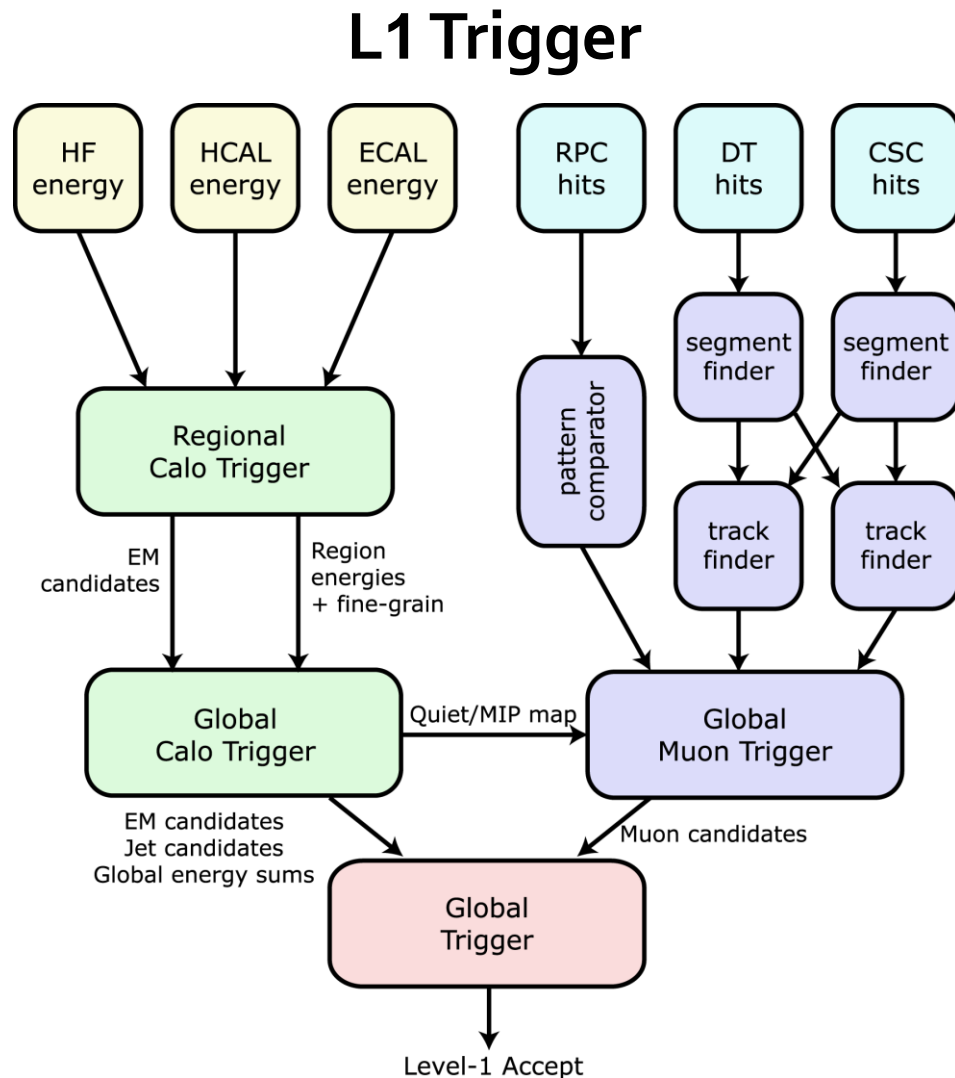 L1 Trigger
HF
energy
HCAL
energy
ECAL
energy
RPC
hits
DT
hits
CSC
hits
segment
finder
segment
finder
pattern
comparator
Regional
Calo Trigger
track
finder
track
finder
EM
candidates
Region
energies
+ fine-grain
Global
Calo Trigger
Quiet/MIP map
Global
Muon Trigger
EM candidates
Jet candidates
Global energy sums
Muon candidates
Global
Trigger
Level-1 Accept